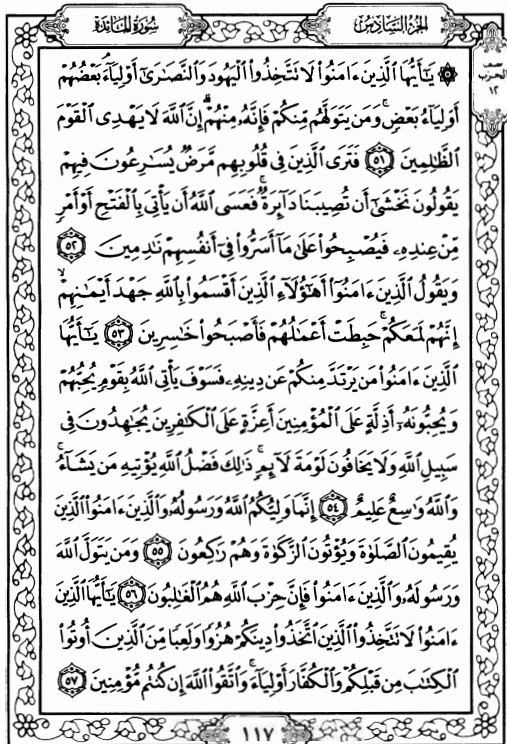 الجزء السادس
سورة المائدة
نصف
الحزب
١٢
۞ يَٰٓأَيُّهَا ٱلَّذِينَ ءَامَنُوا۟ لَا تَتَّخِذُوا۟ ٱلْيَهُودَ وَٱلنَّصَٰرَىٰٓ أَوْلِيَآءَ ۘ بَعْضُهُمْ
أَوْلِيَآءُ بَعْضٍ ۚ وَمَن يَتَوَلَّهُم مِّنكُمْ فَإِنَّهُۥ مِنْهُمْ ۗ إِنَّ ٱللَّهَ لَا يَهْدِى ٱلْقَوْمَ
ٱلظَّٰلِمِينَ ٥١ فَتَرَى ٱلَّذِينَ فِى قُلُوبِهِم مَّرَضٌ يُسَٰرِعُونَ فِيهِمْ
يَقُولُونَ نَخْشَىٰٓ أَن تُصِيبَنَا دَآئِرَةٌ ۚ فَعَسَى ٱللَّهُ أَن يَأْتِىَ بِٱلْفَتْحِ أَوْ أَمْرٍ
مِّنْ عِندِهِۦ فَيُصْبِحُوا۟ عَلَىٰ مَآ أَسَرُّوا۟ فِىٓ أَنفُسِهِمْ نَٰدِمِينَ ٥٢
وَيَقُولُ ٱلَّذِينَ ءَامَنُوٓا۟ أَهَٰٓؤُلَآءِ ٱلَّذِينَ أَقْسَمُوا۟ بِٱللَّهِ جَهْدَ أَيْمَٰنِهِمْ ۙ
إِنَّهُمْ لَمَعَكُمْ ۚ حَبِطَتْ أَعْمَٰلُهُمْ فَأَصْبَحُوا۟ خَٰسِرِينَ ٥٣ يَٰٓأَيُّهَا
ٱلَّذِينَ ءَامَنُوا۟ مَن يَرْتَدَّ مِنكُمْ عَن دِينِهِۦ فَسَوْفَ يَأْتِى ٱللَّهُ بِقَوْمٍ يُحِبُّهُمْ
وَيُحِبُّونَهُۥٓ أَذِلَّةٍ عَلَى ٱلْمُؤْمِنِينَ أَعِزَّةٍ عَلَى ٱلْكَٰفِرِينَ يُجَٰهِدُونَ فِى
سَبِيلِ ٱللَّهِ وَلَا يَخَافُونَ لَوْمَةَ لَآئِمٍ ۚ ذَٰلِكَ فَضْلُ ٱللَّهِ يُؤْتِيهِ مَن يَشَآءُ ۚ
وَٱللَّهُ وَٰسِعٌ عَلِيمٌ ٥٤ إِنَّمَا وَلِيُّكُمُ ٱللَّهُ وَرَسُولُهُۥ وَٱلَّذِينَ ءَامَنُوا۟ ٱلَّذِينَ
يُقِيمُونَ ٱلصَّلَوٰةَ وَيُؤْتُونَ ٱلزَّكَوٰةَ وَهُمْ رَٰكِعُونَ ٥٥ وَمَن يَتَوَلَّ ٱللَّهَ
وَرَسُولَهُۥ وَٱلَّذِينَ ءَامَنُوا۟ فَإِنَّ حِزْبَ ٱللَّهِ هُمُ ٱلْغَٰلِبُونَ ٥٦ يَٰٓأَيُّهَا ٱلَّذِينَ
ءَامَنُوا۟ لَا تَتَّخِذُوا۟ ٱلَّذِينَ ٱتَّخَذُوا۟ دِينَكُمْ هُزُوًا وَلَعِبًا مِّنَ ٱلَّذِينَ أُوتُوا۟
ٱلْكِتَٰبَ مِن قَبْلِكُمْ وَٱلْكُفَّارَ أَوْلِيَآءَ ۚ وَٱتَّقُوا۟ ٱللَّهَ إِن كُنتُم مُّؤْمِنِينَ ٥٧
١١٧